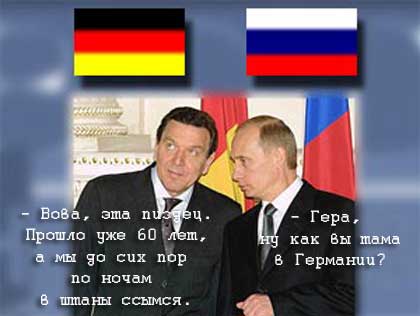 - Вова, эта пиздец.
Прошло уже 60 лет,
а мы до сих пор
по ночам
в штаны ссымся.
- Гера,
ну как вы тама
в Германии?